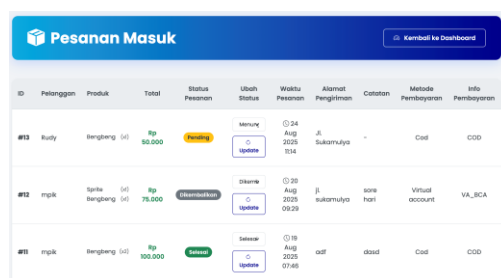 Pesanan Masuk
Kembali ke Dashboard
ID Pelanggan Produk Total Status Pesanan Ubah Status Waktu Pesanan Alamat Pengiriman Catatan Metode Pembayaran Info Pembayaran
#13 Rudy Bengbeng Rp 50.000 Pending Update 24 Aug 2025 11:14 Jl. Sukamulya - Cod COD
#12 mpik Sprite Bengbeng Rp 75.000 Dikembalikan Update 20 Aug 2025 09:29 jl. sukamulya sore hari Virtual account VA_BCA
#11 mpik Bengbeng (x2) Rp 100.000 Selesai Selesai Update 19 Aug 2025 07:46 adf dasd Cod COD